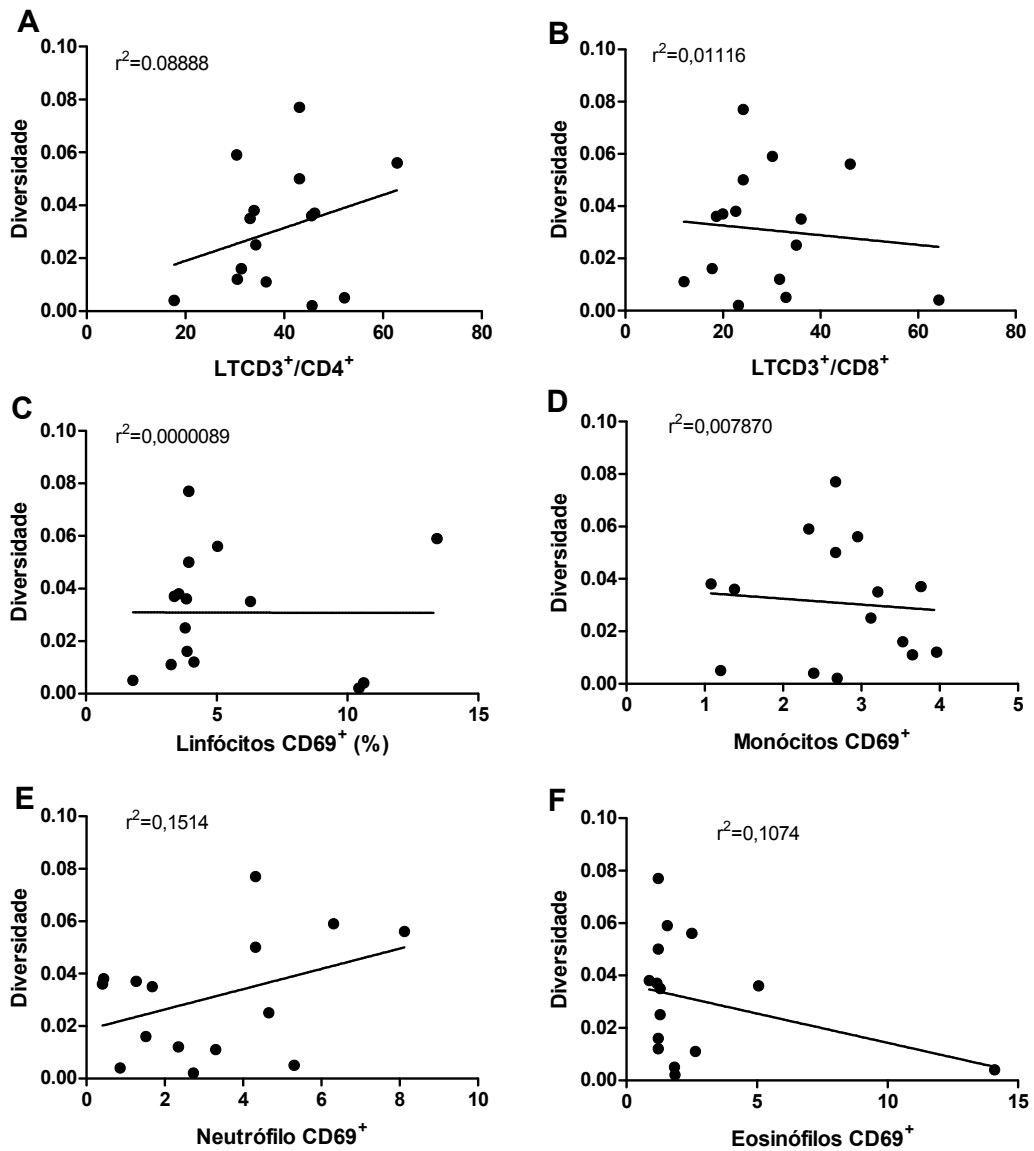 A
r²=0.08888
Diversidade
0.10
0.08
0.06
0.04
0.02
0.00
0 20 40 60 80
LTCD3⁺/CD4⁺
B
r²=0,01116
Diversidade
0.10
0.08
0.06
0.04
0.02
0.00
0 20 40 60 80
LTCD3⁺/CD8⁺
C
r²=0,0000089
Diversidade
0.10
0.08
0.06
0.04
0.02
0.00
0 5 10 15
Linfócitos CD69⁺ (%)
D
r²=0,007870
Diversidade
0.10
0.08
0.06
0.04
0.02
0.00
0 1 2 3 4 5
Monócitos CD69⁺
E
r²=0,1514
Diversidade
0.10
0.08
0.06
0.04
0.02
0.00
0 2 4 6 8 10
Neutrófilo CD69⁺
F
r²=0,1074
Diversidade
0.10
0.08
0.06
0.04
0.02
0.00
0 5 10 15
Eosinófilos CD69⁺